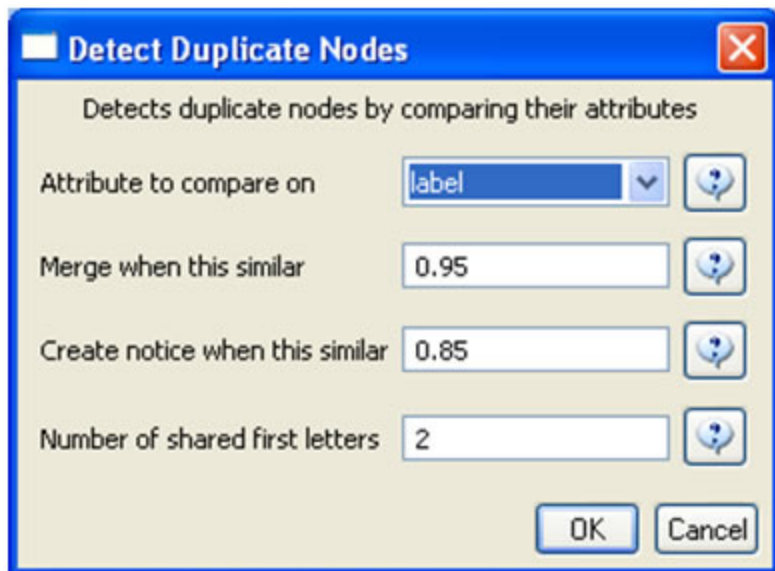 Detect Duplicate Nodes
Detects duplicate nodes by comparing their attributes
Attribute to compare on label
Merge when this similar 0.95
Create notice when this similar 0.85
Number of shared first letters 2
OK Cancel